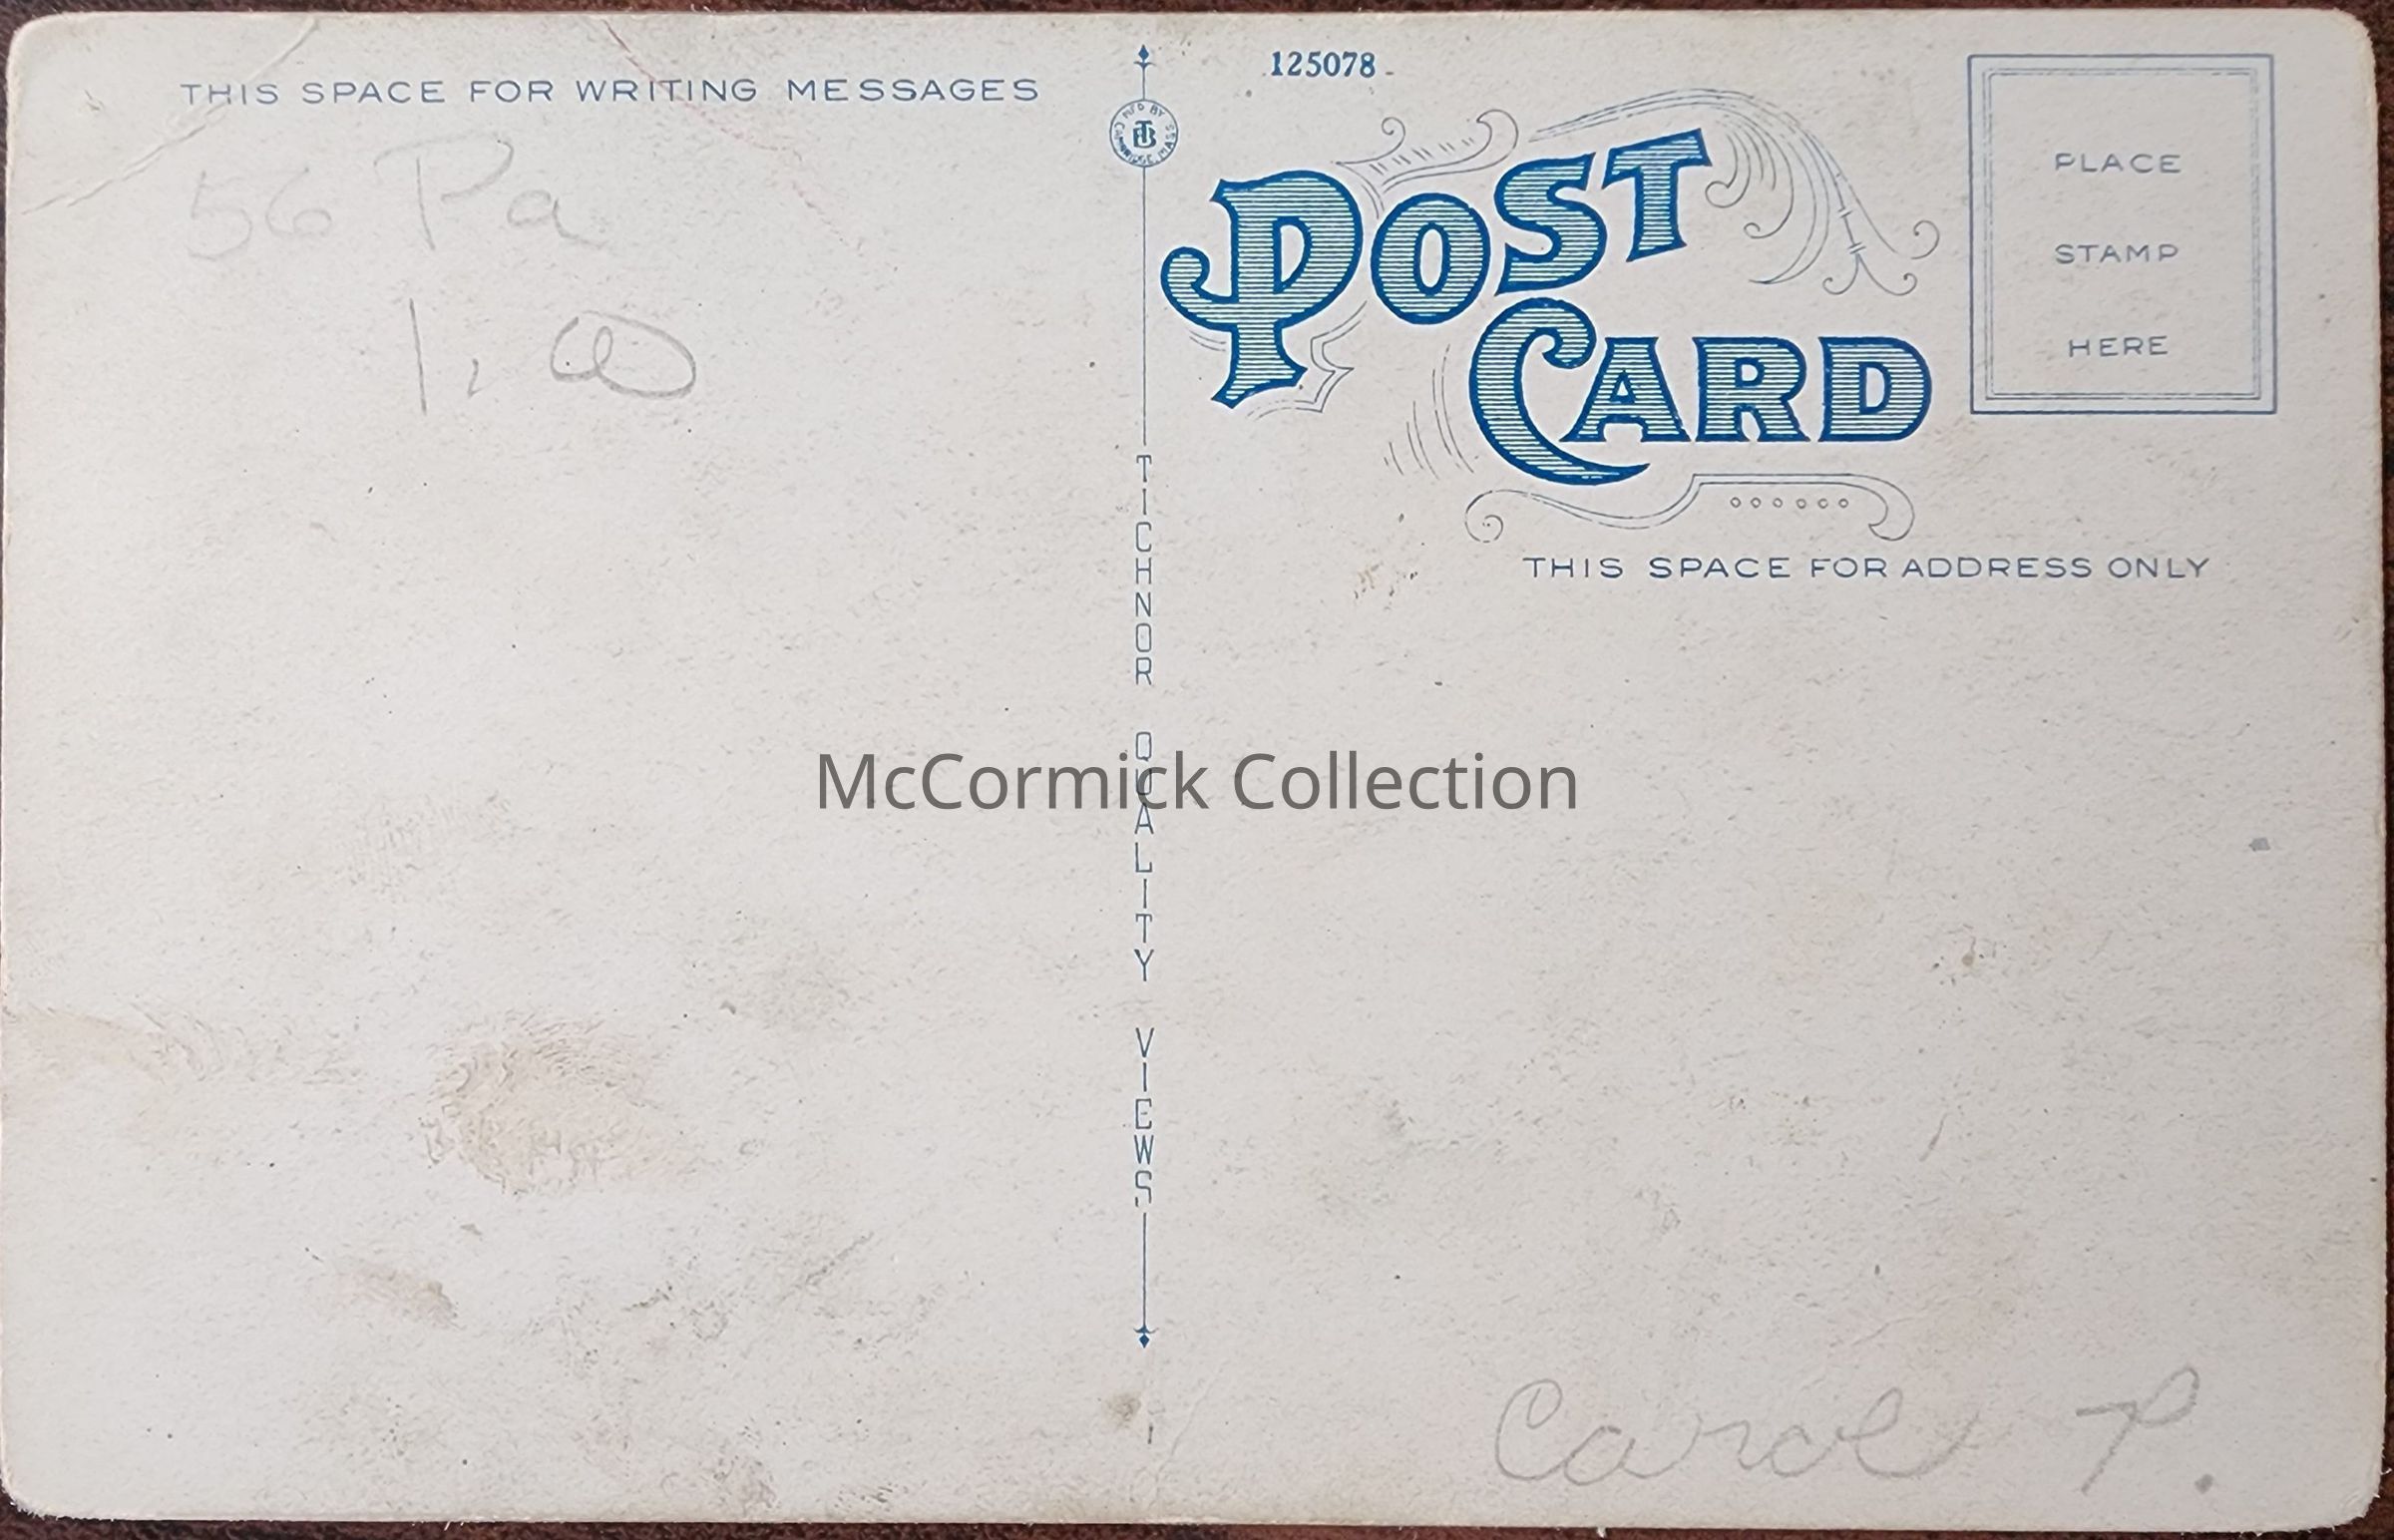 THIS SPACE FOR WRITING MESSAGES
56 Pa
1.00
MF'D BY TB CAMBRIDGE, MASS.
TICHNOR QUALITY VIEWS
125078
POST
CARD
PLACE
STAMP
HERE
THIS SPACE FOR ADDRESS ONLY
McCormick Collection
Carol P.